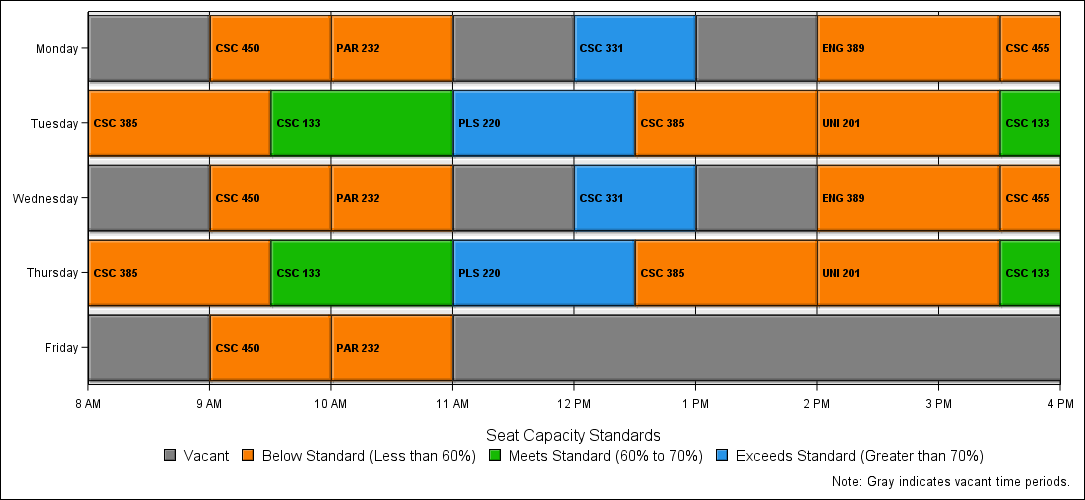 Monday CSC 450 PAR 232 CSC 331 ENG 389 CSC 455
Tuesday CSC 385 CSC 133 PLS 220 CSC 385 UNI 201 CSC 133
Wednesday CSC 450 PAR 232 CSC 331 ENG 389 CSC 455
Thursday CSC 385 CSC 133 PLS 220 CSC 385 UNI 201 CSC 133
Friday CSC 450 PAR 232
8 AM 9 AM 10 AM 11 AM 12 PM 1 PM 2 PM 3 PM 4 PM
Seat Capacity Standards
Vacant Below Standard (Less than 60%) Meets Standard (60% to 70%) Exceeds Standard (Greater than 70%)
Note: Gray indicates vacant time periods.